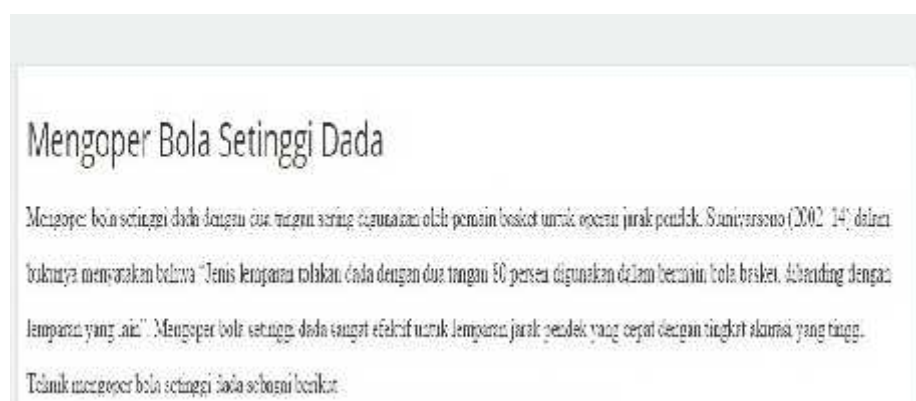 Mengoper Bola Setinggi Dada
Mengoper bola setinggi dada dengan dua tangan sering digunakan oleh pemain basket untuk operan jarak pendek. (2002 14) dalam
bukunya menyatakan bahwa "Jenis lemparan tolakan dada dengan dua tangan persen digunakan dalam bermain bola basket, dibanding dengan
lemparan yang lain". Mengoper bola setinggi dada sangat efektif untuk lemparan jarak pendek yang cepat dengan tingkat akurasi yang tinggi.
Teknik mengoper bola setinggi dada sebagai berikut